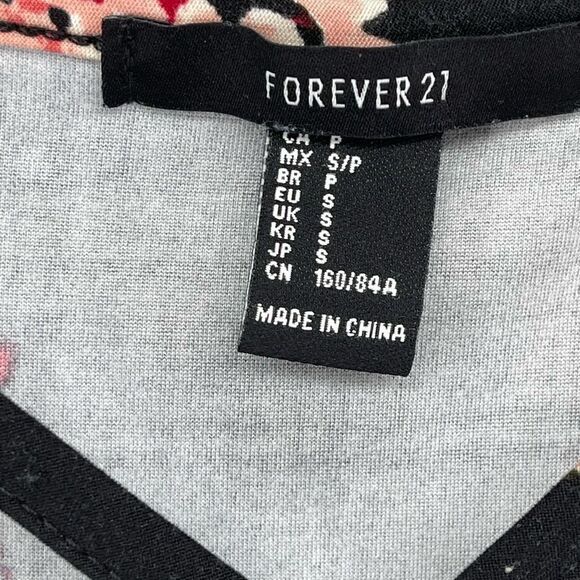 FOREVER 21
CA P
MX S/P
BR P
EU S
UK S
KR S
JP S
CN 160/84A
MADE IN CHINA